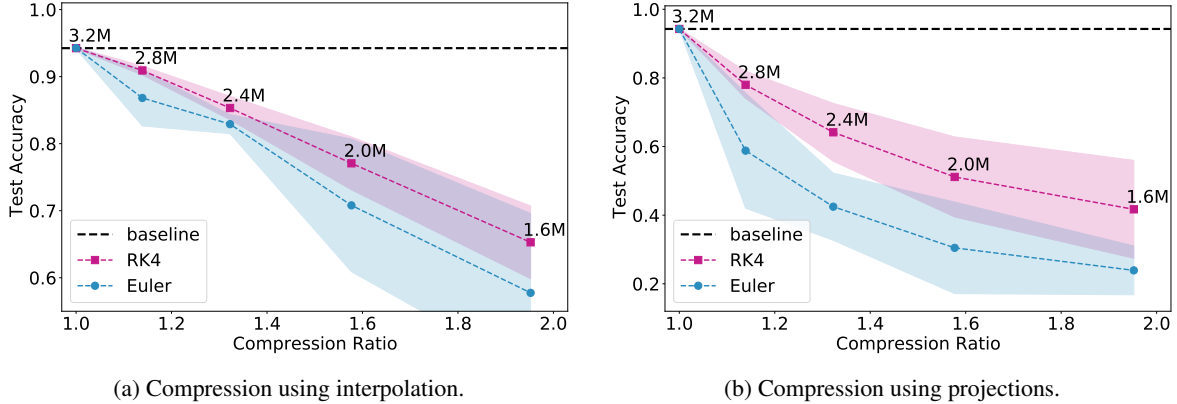 1.0
0.9
0.8
0.7
0.6
Test Accuracy
3.2M
2.8M
2.4M
2.0M
1.6M
baseline
RK4
Euler
1.0 1.2 1.4 1.6 1.8 2.0
Compression Ratio
(a) Compression using interpolation.
1.0
0.8
0.6
0.4
0.2
Test Accuracy
3.2M
2.8M
2.4M
2.0M
1.6M
baseline
RK4
Euler
1.0 1.2 1.4 1.6 1.8 2.0
Compression Ratio
(b) Compression using projections.